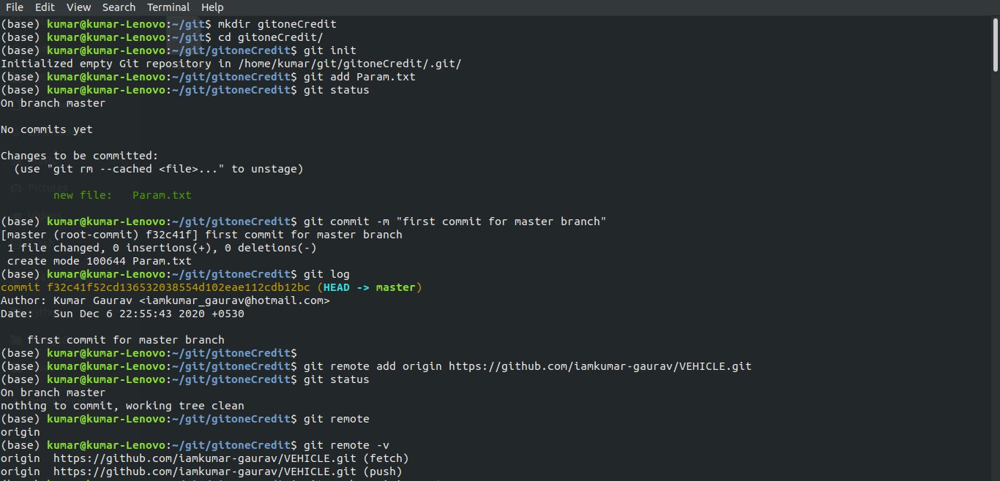 File Edit View Search Terminal Help
(base) kumar@kumar-Lenovo:~/git$ mkdir gitoneCredit
(base) kumar@kumar-Lenovo:~/git$ cd gitoneCredit/
(base) kumar@kumar-Lenovo:~/git/gitoneCredit$ git init
Initialized empty Git repository in /home/kumar/git/gitoneCredit/.git/
(base) kumar@kumar-Lenovo:~/git/gitoneCredit$ git add Param.txt
(base) kumar@kumar-Lenovo:~/git/gitoneCredit$ git status
On branch master
No commits yet
Changes to be committed:
  (use "git rm --cached <file>..." to unstage)
Pictures
        new file:   Param.txt
(base) kumar@kumar-Lenovo:~/git/gitoneCredit$ git commit -m "first commit for master branch"
[master (root-commit) f32c41f] first commit for master branch
 1 file changed, 0 insertions(+), 0 deletions(-)
 create mode 100644 Param.txt
(base) kumar@kumar-Lenovo:~/git/gitoneCredit$ git log
commit f32c41f52cd136532038554d102eae112cdb12bc (HEAD -> master)
Author: Kumar Gaurav <iamkumar_gaurav@hotmail.com>
Date:   Sun Dec 6 22:55:43 2020 +0530
    first commit for master branch
(base) kumar@kumar-Lenovo:~/git/gitoneCredit$
(base) kumar@kumar-Lenovo:~/git/gitoneCredit$ git remote add origin https://github.com/iamkumar-gaurav/VEHICLE.git
(base) kumar@kumar-Lenovo:~/git/gitoneCredit$ git status
On branch master
nothing to commit, working tree clean
(base) kumar@kumar-Lenovo:~/git/gitoneCredit$ git remote
origin
(base) kumar@kumar-Lenovo:~/git/gitoneCredit$ git remote -v
origin  https://github.com/iamkumar-gaurav/VEHICLE.git (fetch)
origin  https://github.com/iamkumar-gaurav/VEHICLE.git (push)